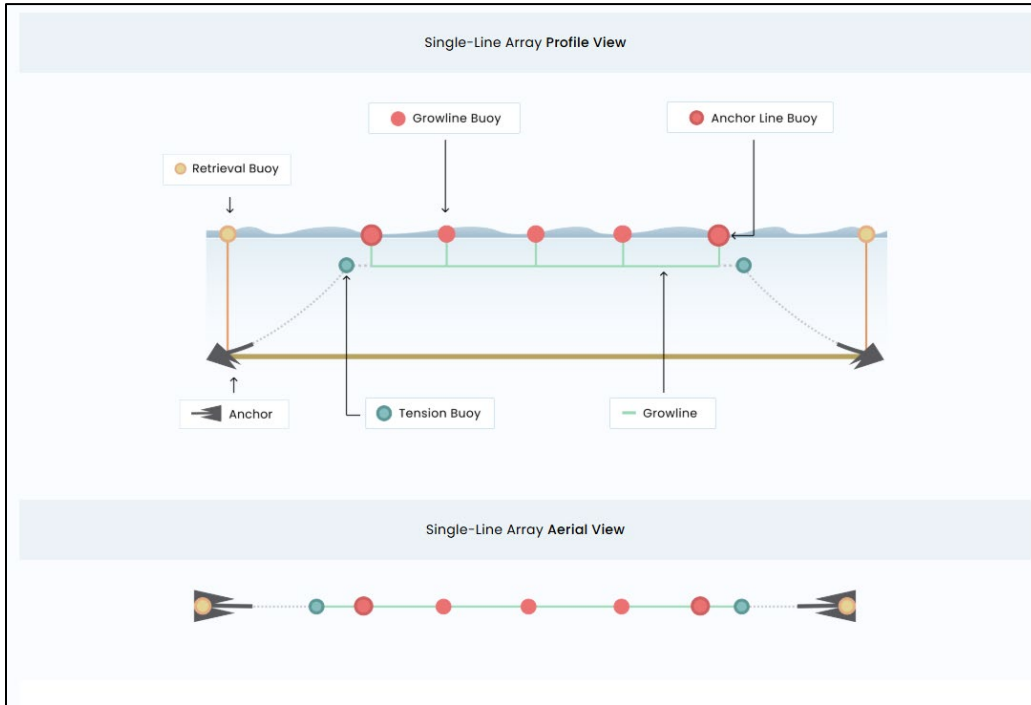 Single-Line Array Profile View
Growline Buoy
Anchor Line Buoy
Retrieval Buoy
Anchor
Tension Buoy
Growline
Single-Line Array Aerial View